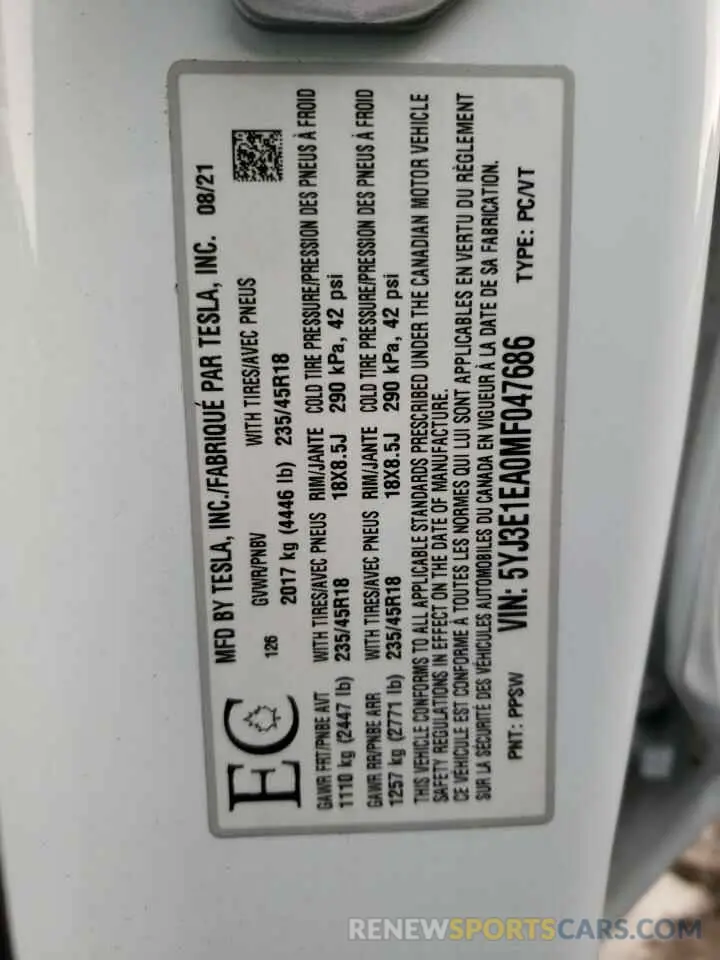 MFD BY TESLA, INC./FABRIQUÉ PAR TESLA, INC. 08/21
126 GVWR/PNBV WITH TIRES/AVEC PNEUS
2017 kg (4446 lb) 235/45R18
EC
GAWR FRT/PNBE AVT WITH TIRES/AVEC PNEUS RIM/JANTE COLD TIRE PRESSURE/PRESSION DES PNEUS À FROID
1110 kg (2447 lb) 235/45R18 18X8.5J 290 kPa, 42 psi
GAWR RR/PNBE ARR WITH TIRES/AVEC PNEUS RIM/JANTE COLD TIRE PRESSURE/PRESSION DES PNEUS À FROID
1257 kg (2771 lb) 235/45R18 18X8.5J 290 kPa, 42 psi
THIS VEHICLE CONFORMS TO ALL APPLICABLE STANDARDS PRESCRIBED UNDER THE CANADIAN MOTOR VEHICLE
SAFETY REGULATIONS IN EFFECT ON THE DATE OF MANUFACTURE.
CE VÉHICULE EST CONFORME À TOUTES LES NORMES QUI LUI SONT APPLICABLES EN VERTU DU RÈGLEMENT
SUR LA SÉCURITÉ DES VÉHICULES AUTOMOBILES DU CANADA EN VIGUEUR À LA DATE DE SA FABRICATION.
PNT: PPSW VIN: 5YJ3E1EA0MF047686 TYPE: PC/VT
RENEWSPORTSCARS.COM